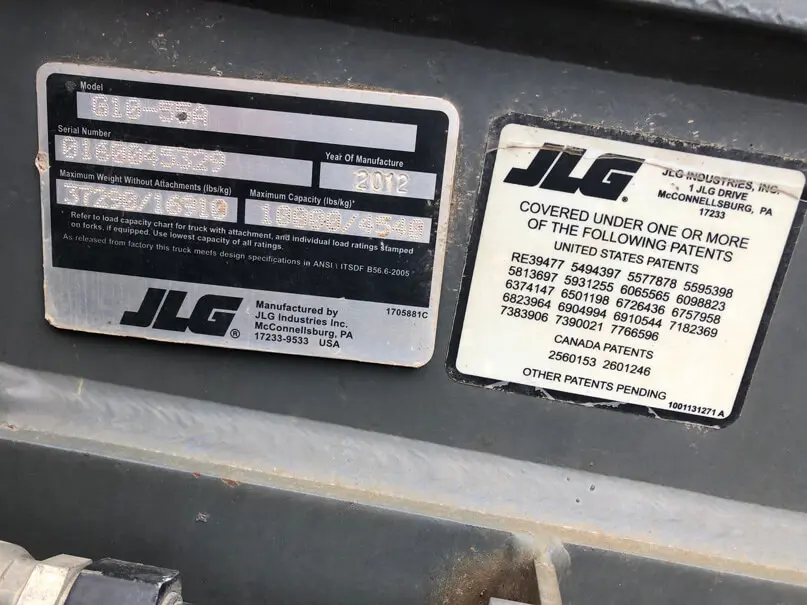 Model
G10-55A
Serial Number
0160045329
Year Of Manufacture
2012
Maximum Weight Without Attachments (lbs/kg)
Maximum Capacity (lbs/kg)*
10000/4540
Refer to load capacity chart for truck with attachment, and individual load ratings stamped
on forks, if equipped. Use lowest capacity of all ratings.
As released from factory this truck meets design specifications in ANSI \ ITSDF B56.6-2005
JLG®
Manufactured by
JLG Industries Inc.
McConnellsburg, PA
17233-9533 USA
1705881C
JLG®
JLG INDUSTRIES, INC.
1 JLG DRIVE
McCONNELLSBURG, PA
17233
COVERED UNDER ONE OR MORE
OF THE FOLLOWING PATENTS
UNITED STATES PATENTS
RE39477 5494397 5577878 5595398
5813697 5931255 6065565 6098823
6374147 6501198 6726436 6757958
6823964 6904994 6910544 7182369
7383906 7390021 7766596
CANADA PATENTS
2560153 2601246
OTHER PATENTS PENDING
1001131271 A